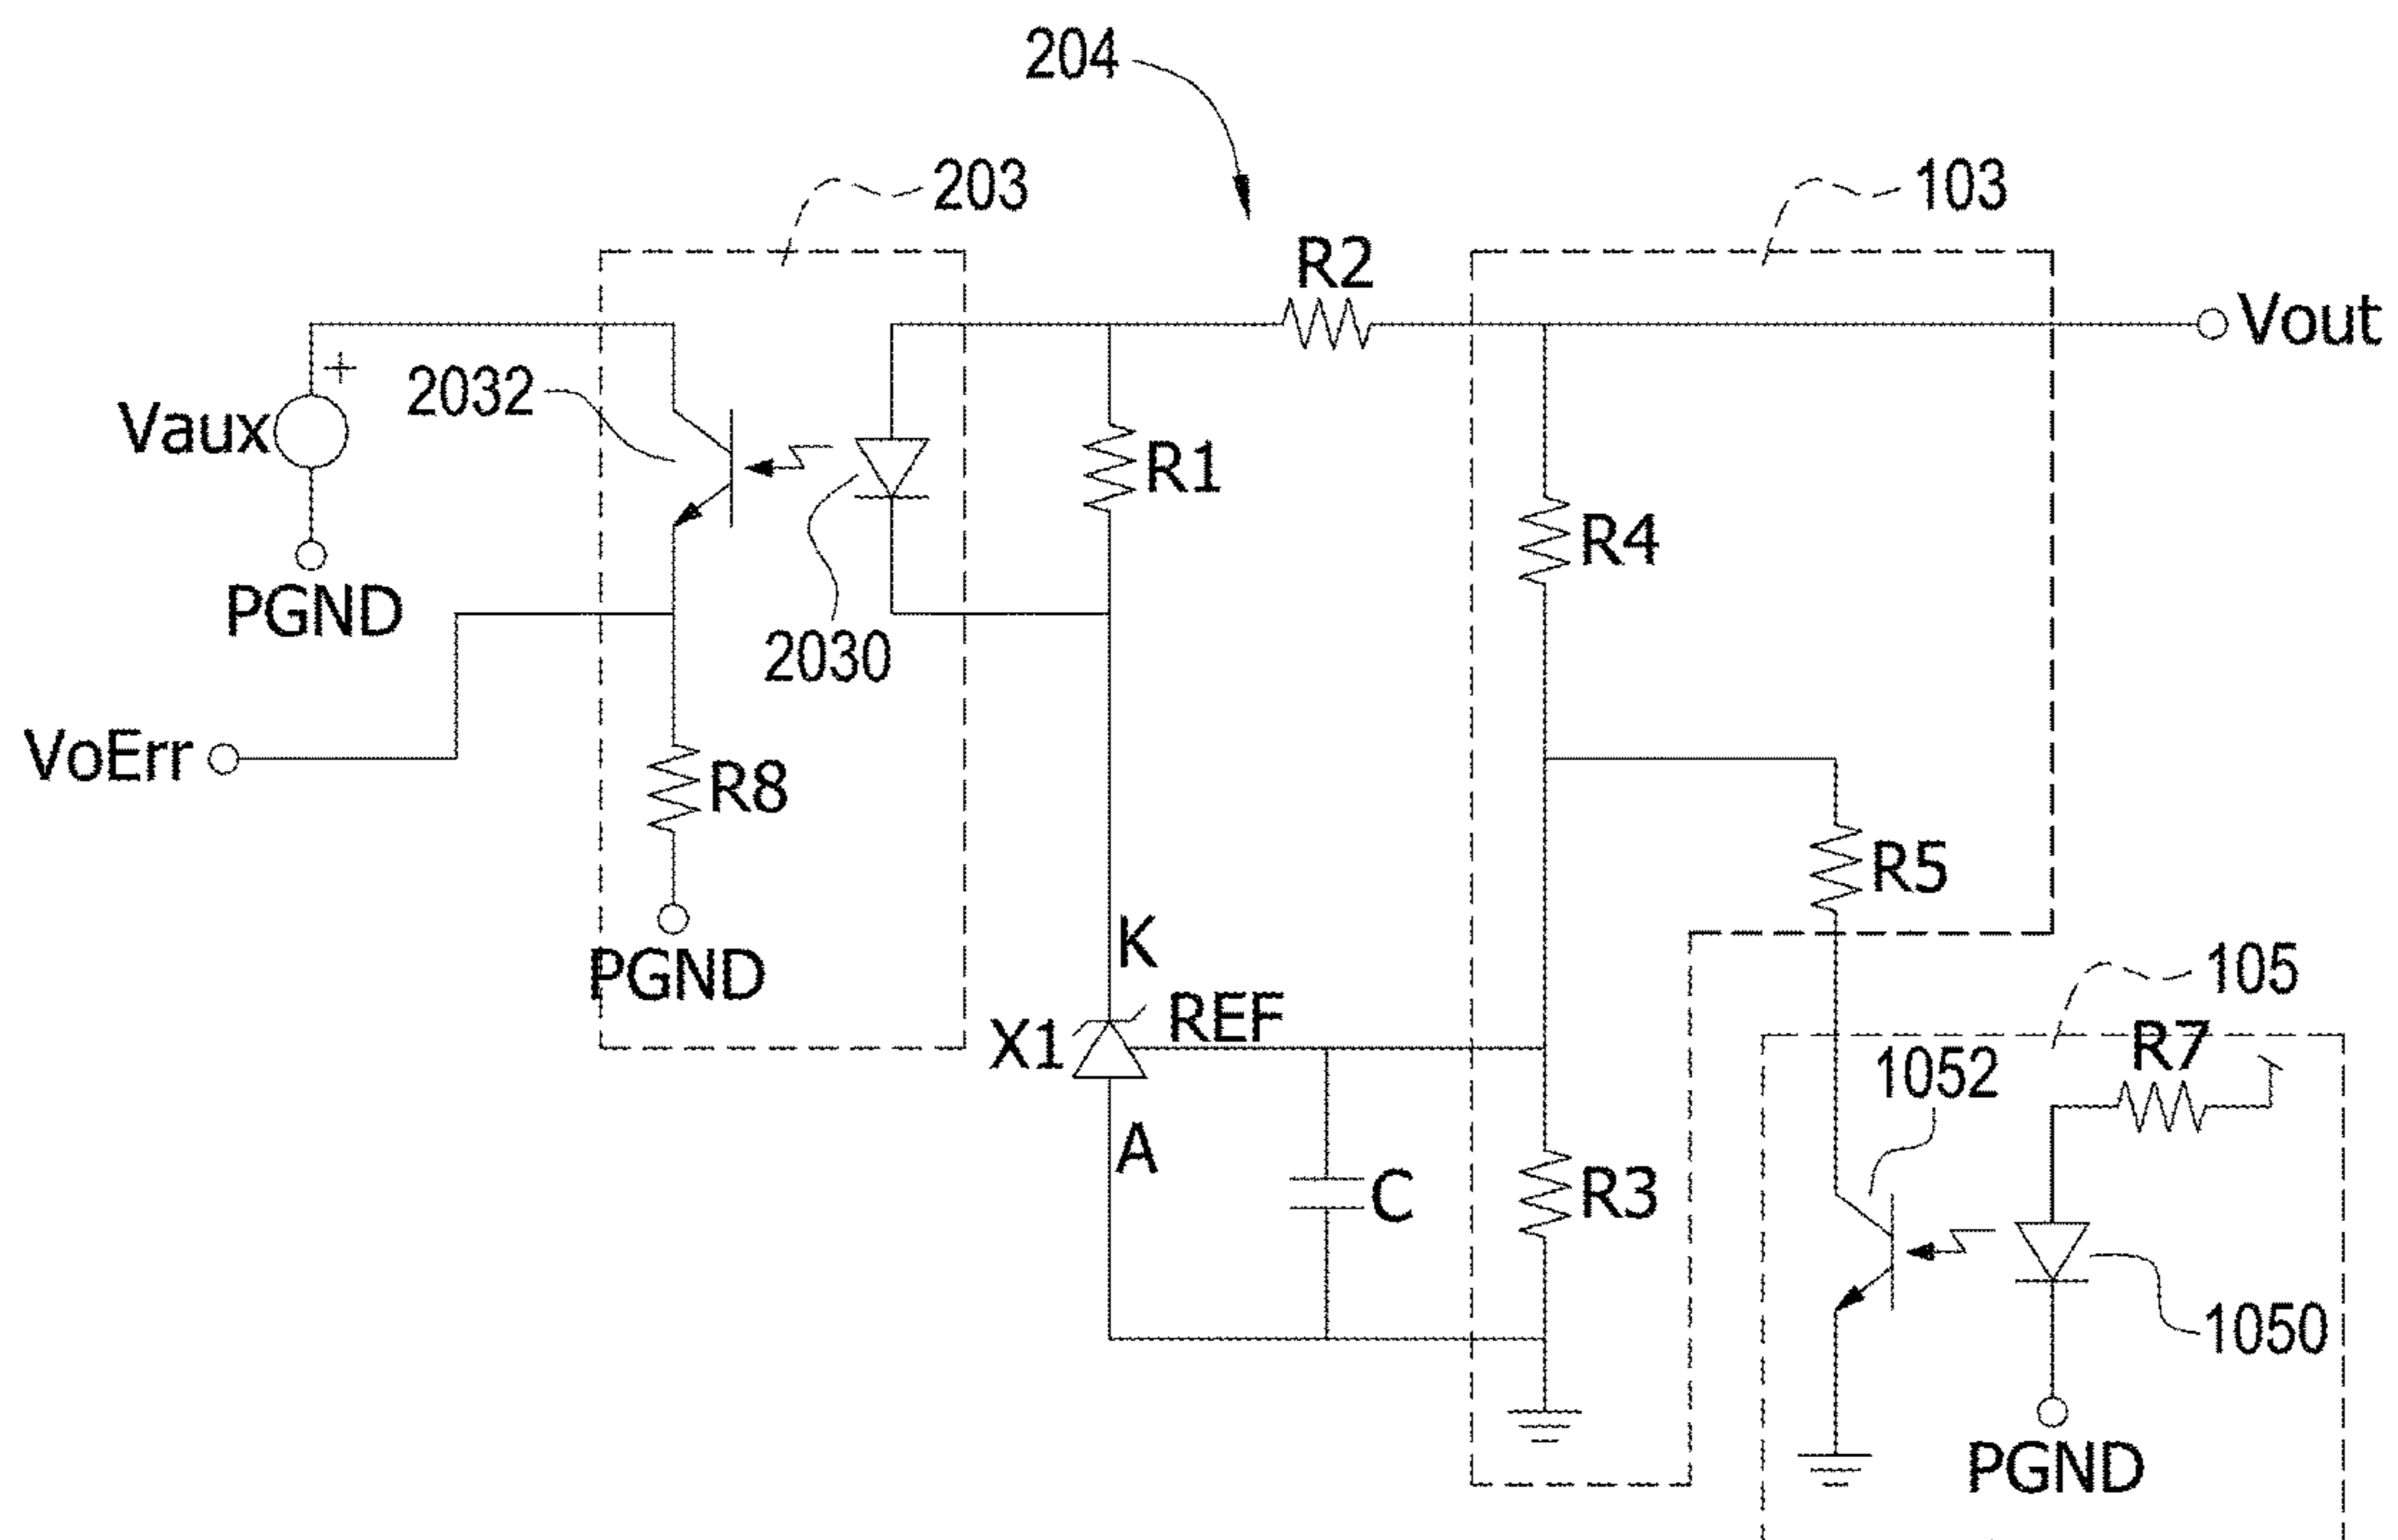 204
203
103
R2
Vout
Vaux
+
2032
R1
R4
PGND
2030
VoErr
R8
R5
PGND
K
X1
REF
105
R7
1052
A
C
R3
1050
PGND